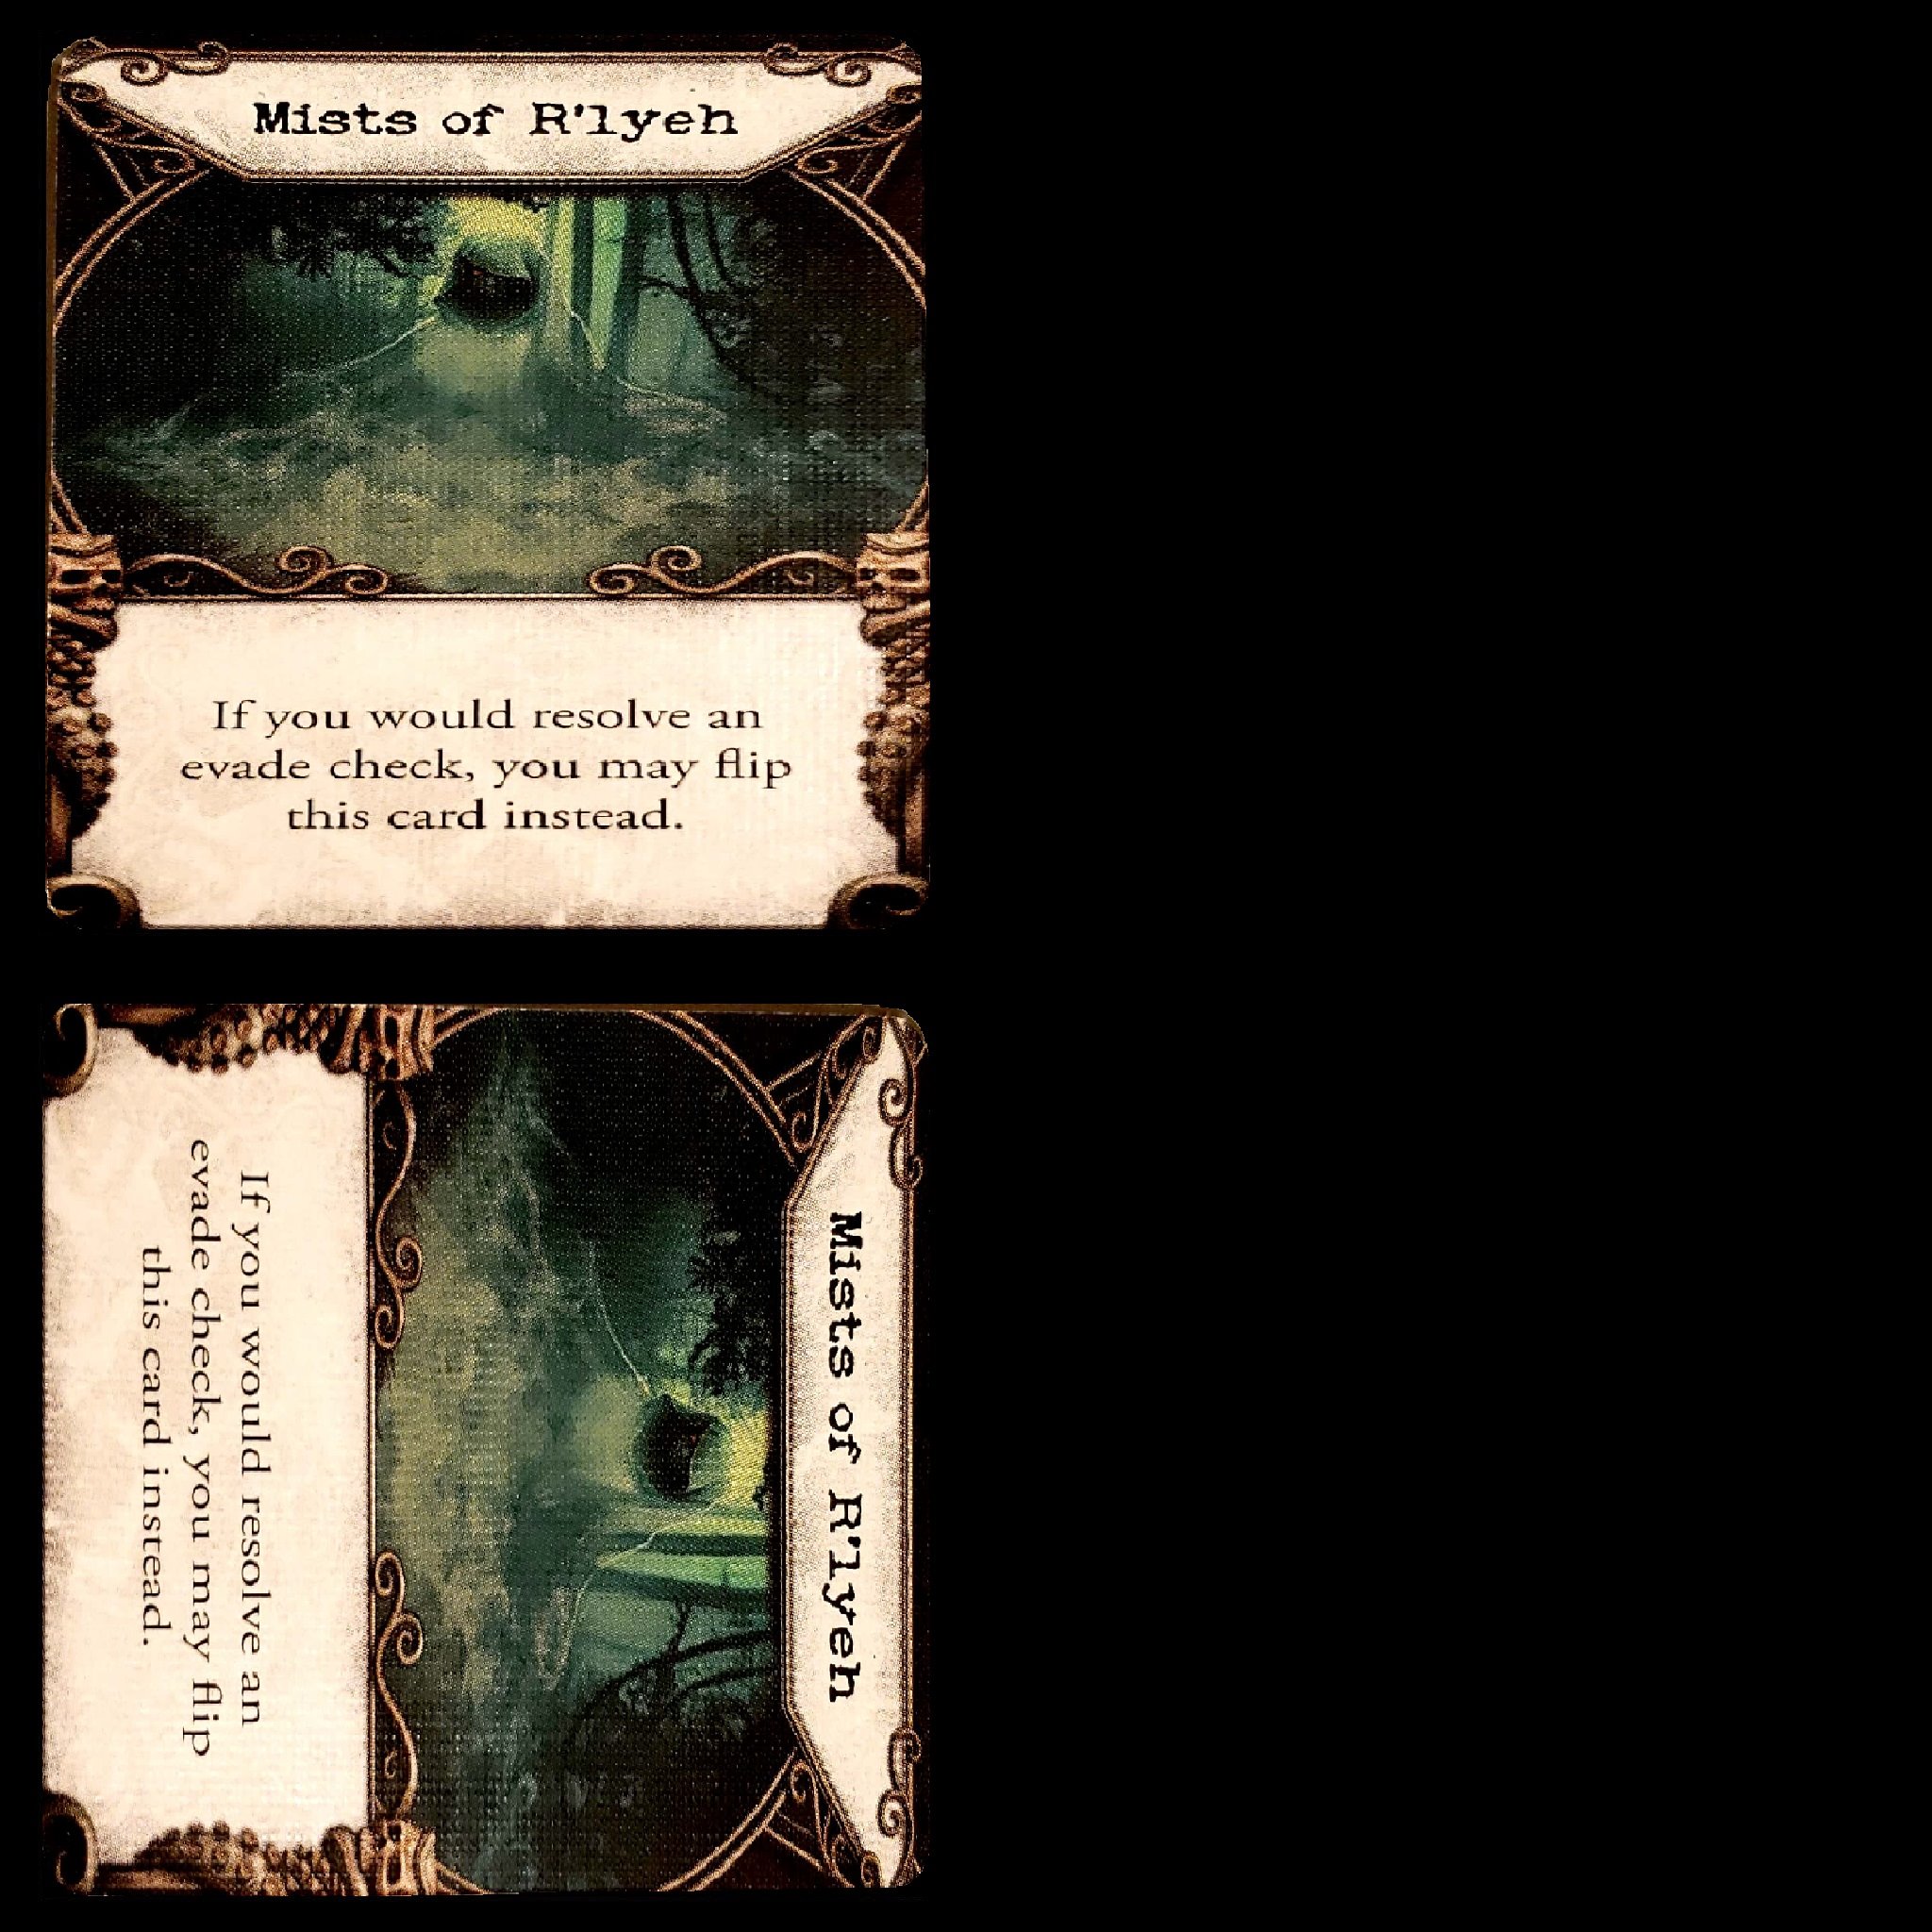 Mists of R'lyeh
If you would resolve an
evade check, you may flip
this card instead.
Mists of R'lyeh
If you would resolve an
evade check, you may flip
this card instead.